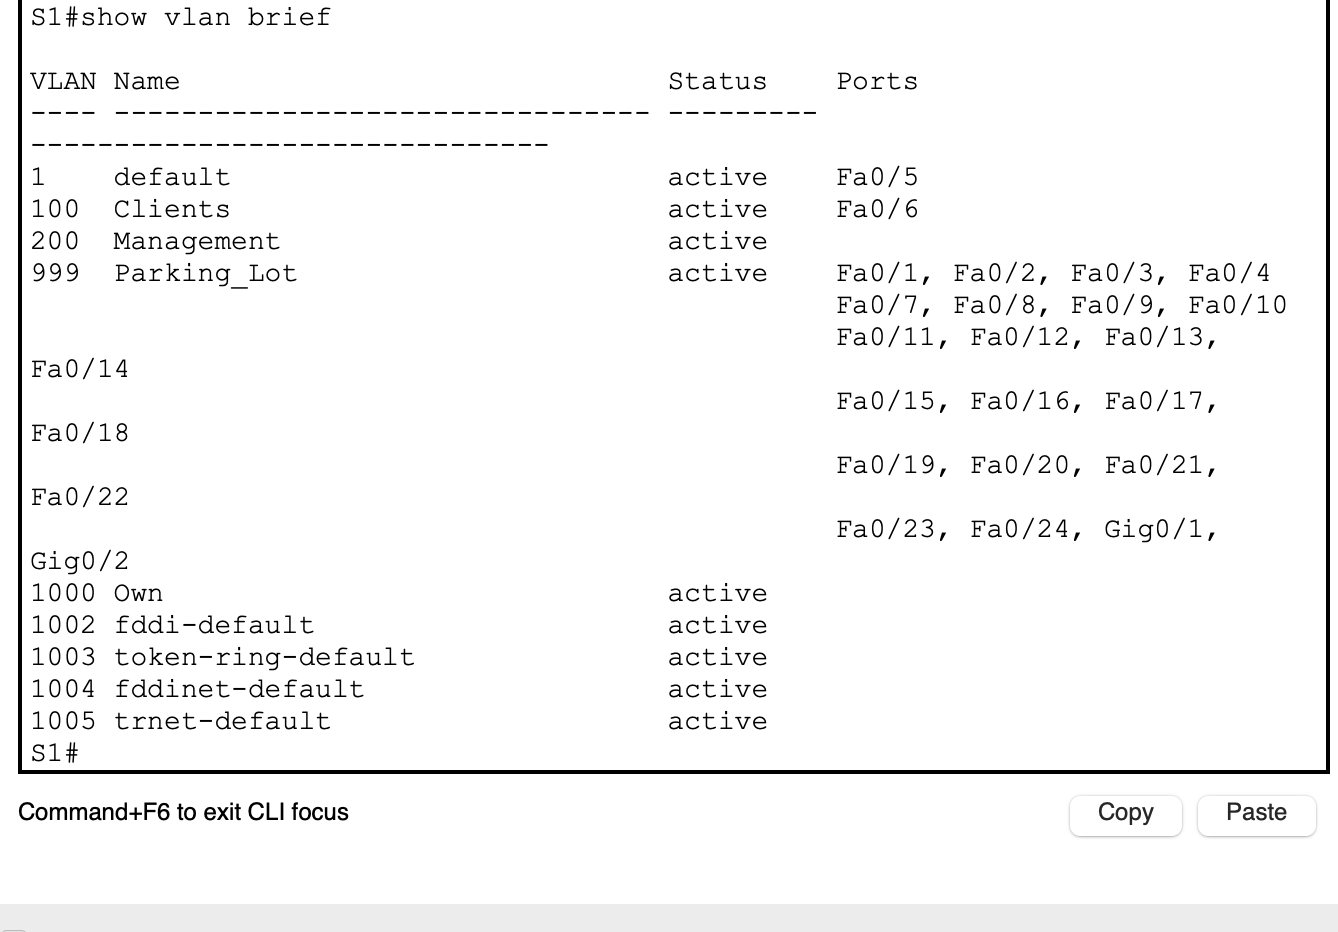 S1#show vlan brief
VLAN Name Status Ports
---- -------------------------------- ---------
-------------------------------
1 default active Fa0/5
100 Clients active Fa0/6
200 Management active
999 Parking_Lot active Fa0/1, Fa0/2, Fa0/3, Fa0/4
Fa0/7, Fa0/8, Fa0/9, Fa0/10
Fa0/11, Fa0/12, Fa0/13,
Fa0/14
Fa0/15, Fa0/16, Fa0/17,
Fa0/18
Fa0/19, Fa0/20, Fa0/21,
Fa0/22
Fa0/23, Fa0/24, Gig0/1,
Gig0/2
1000 Own active
1002 fddi-default active
1003 token-ring-default active
1004 fddinet-default active
1005 trnet-default active
S1#
Command+F6 to exit CLI focus
Copy Paste